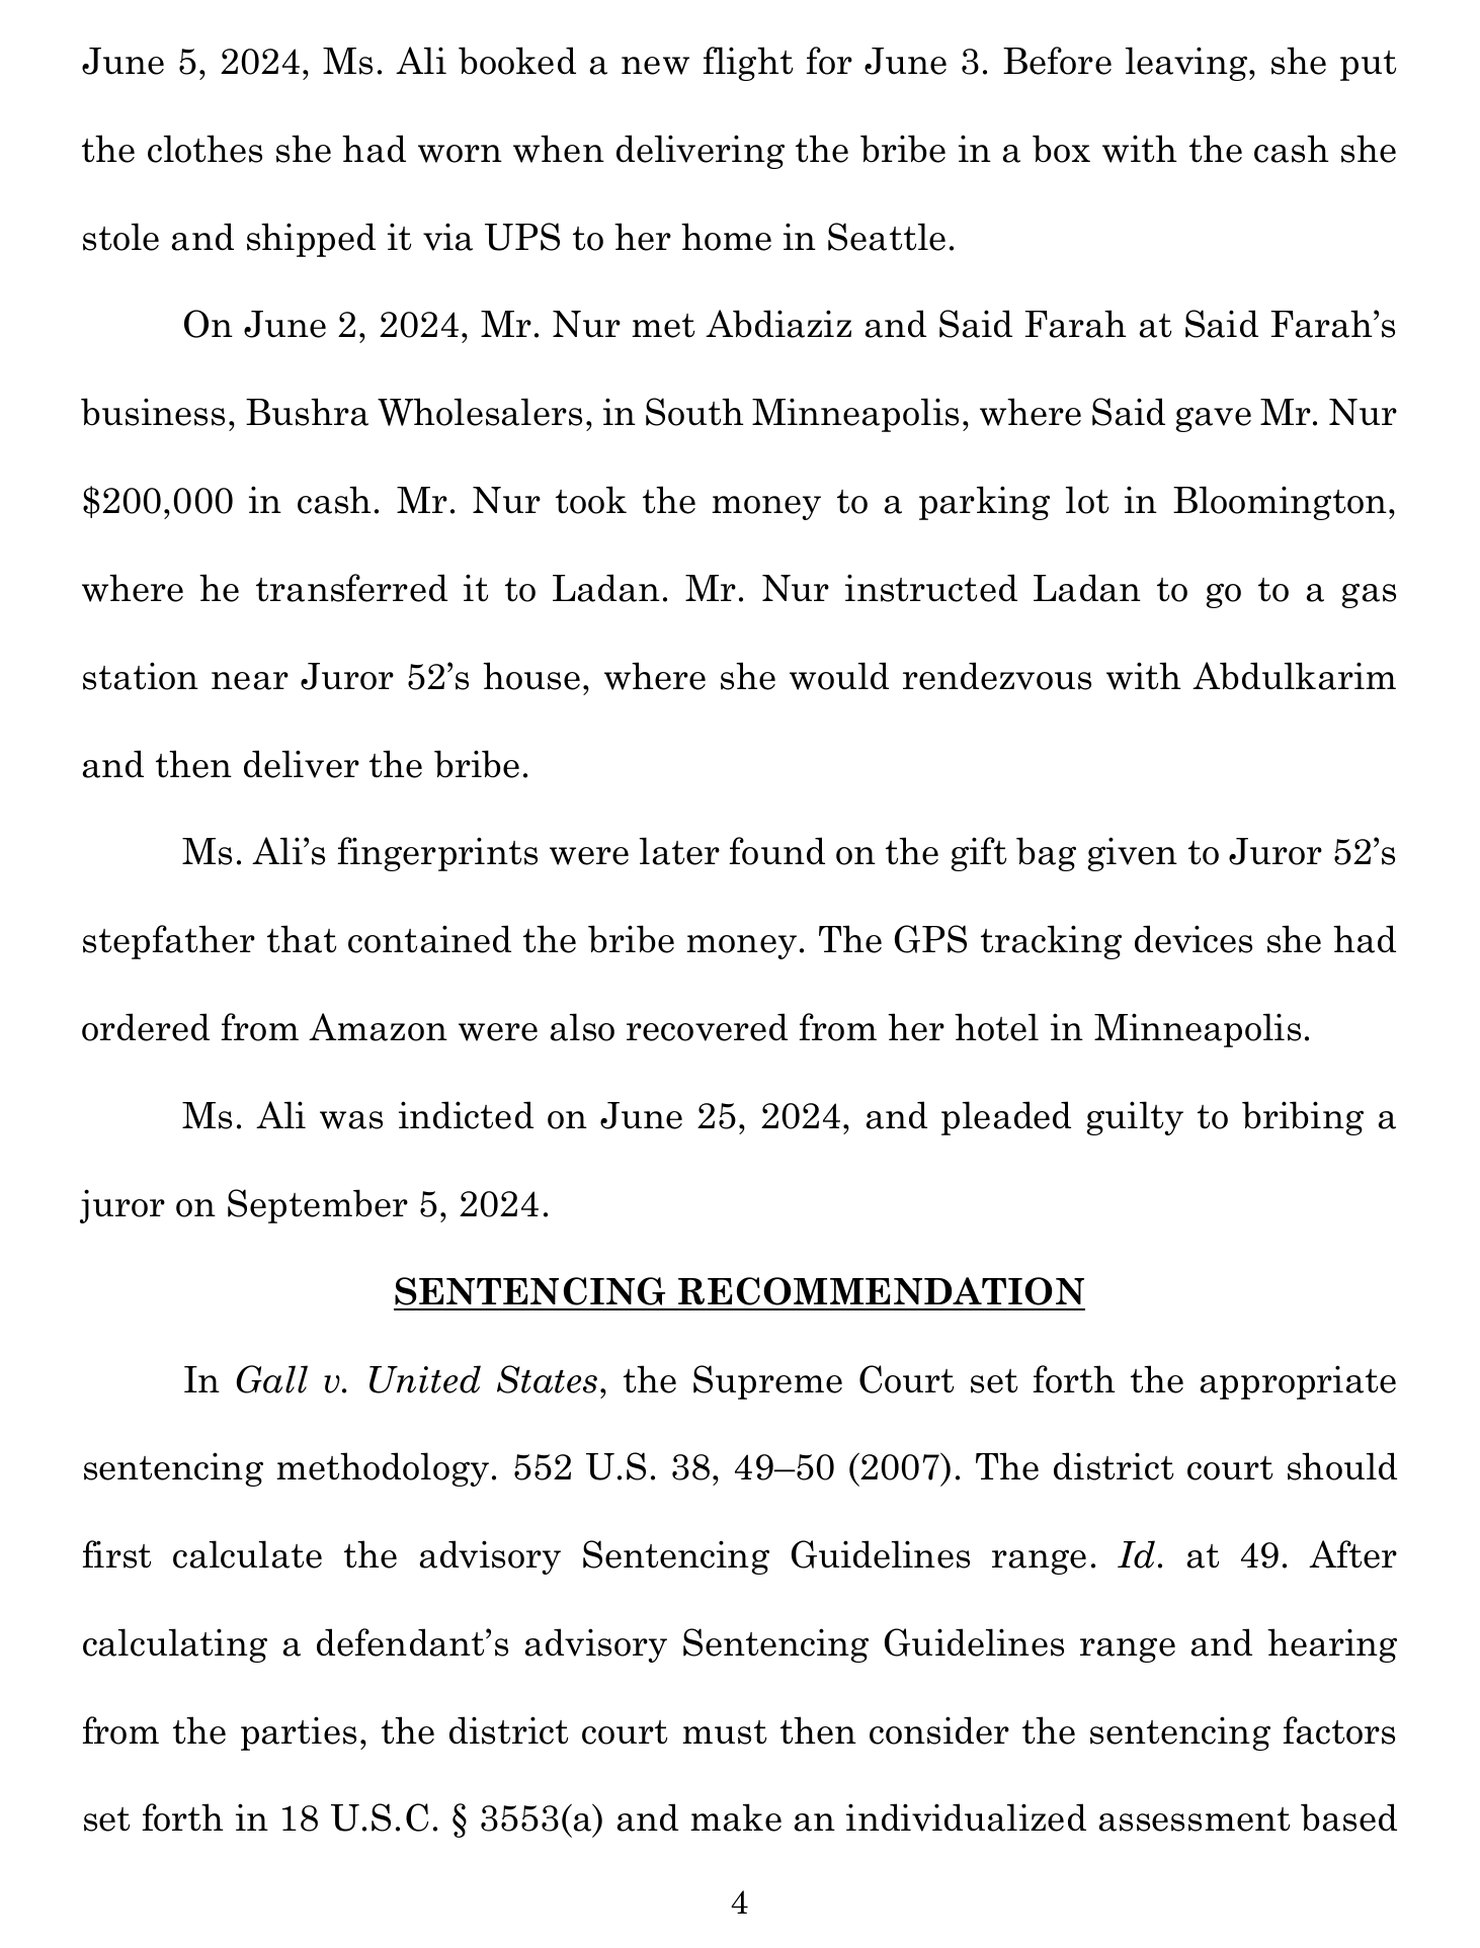 June 5, 2024, Ms. Ali booked a new flight for June 3. Before leaving, she put
the clothes she had worn when delivering the bribe in a box with the cash she
stole and shipped it via UPS to her home in Seattle.
On June 2, 2024, Mr. Nur met Abdiaziz and Said Farah at Said Farah’s
business, Bushra Wholesalers, in South Minneapolis, where Said gave Mr. Nur
$200,000 in cash. Mr. Nur took the money to a parking lot in Bloomington,
where he transferred it to Ladan. Mr. Nur instructed Ladan to go to a gas
station near Juror 52’s house, where she would rendezvous with Abdulkarim
and then deliver the bribe.
Ms. Ali’s fingerprints were later found on the gift bag given to Juror 52’s
stepfather that contained the bribe money. The GPS tracking devices she had
ordered from Amazon were also recovered from her hotel in Minneapolis.
Ms. Ali was indicted on June 25, 2024, and pleaded guilty to bribing a
juror on September 5, 2024.
SENTENCING RECOMMENDATION
In Gall v. United States, the Supreme Court set forth the appropriate
sentencing methodology. 552 U.S. 38, 49–50 (2007). The district court should
first calculate the advisory Sentencing Guidelines range. Id. at 49. After
calculating a defendant’s advisory Sentencing Guidelines range and hearing
from the parties, the district court must then consider the sentencing factors
set forth in 18 U.S.C. § 3553(a) and make an individualized assessment based
4